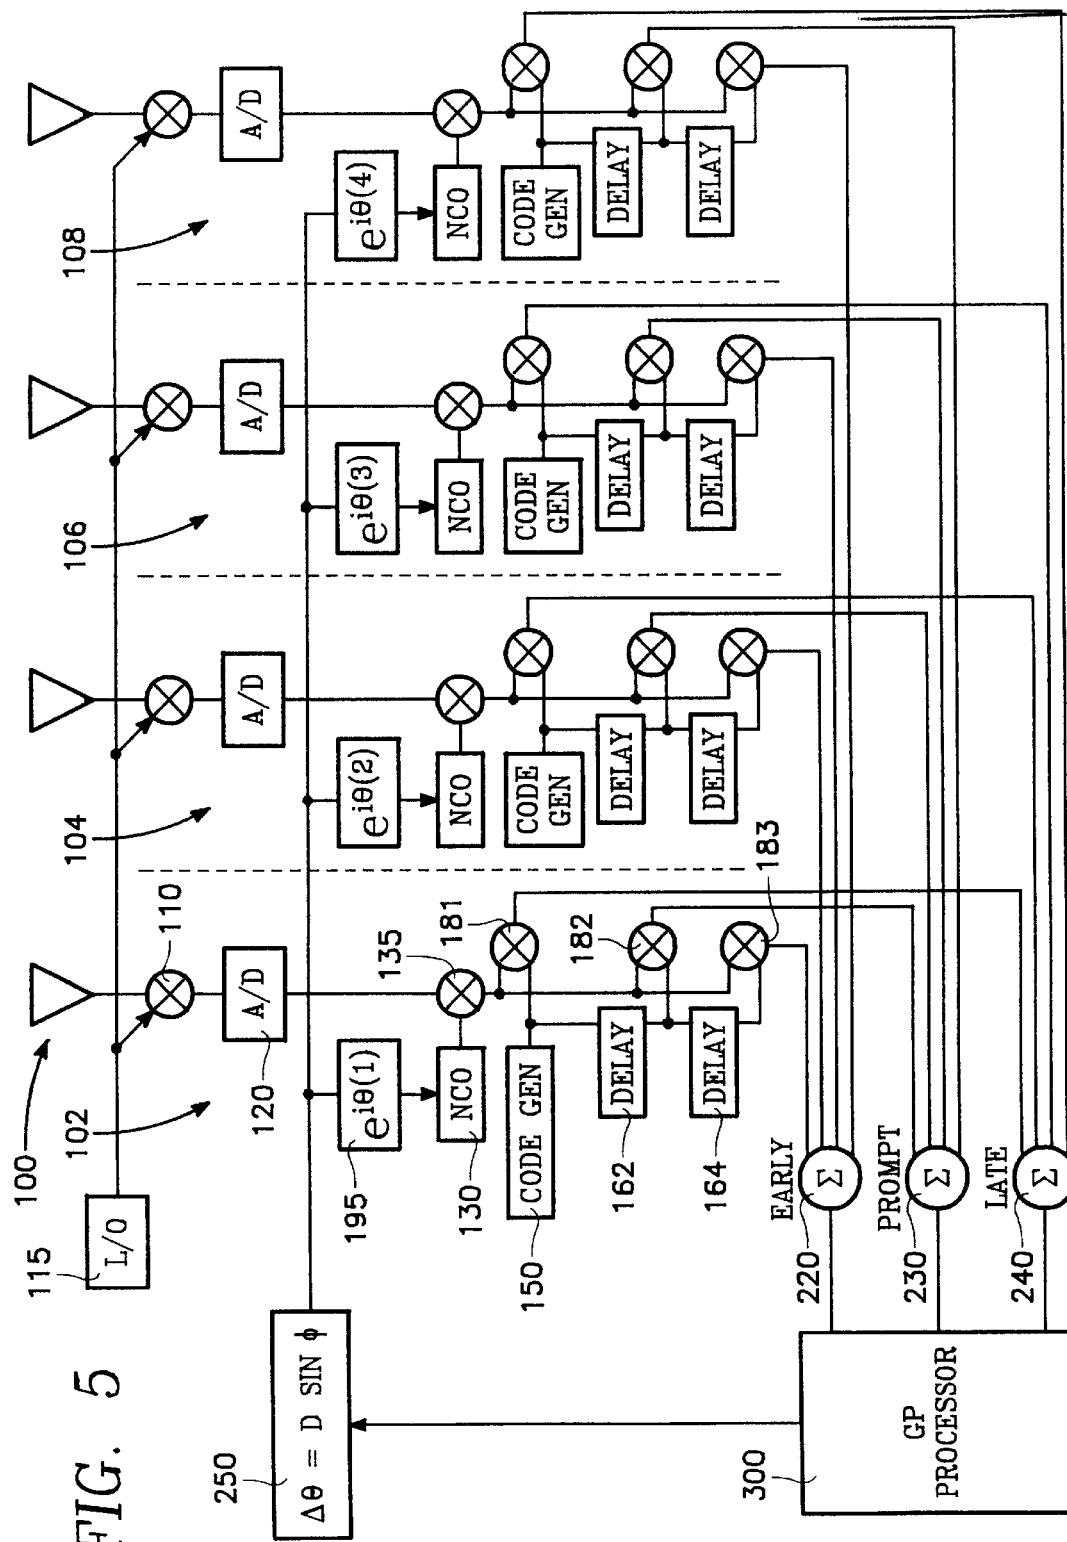 FIG. 5
100
102
104
106
108
115
L/O
110
120
A/D
A/D
A/D
A/D
250
Δθ = D SIN ϕ
195
e^iθ(1)
e^iθ(2)
e^iθ(3)
e^iθ(4)
130
NCO
135
NCO
NCO
NCO
150
CODE GEN
181
CODE
GEN
CODE
GEN
CODE
GEN
162
DELAY
182
DELAY
DELAY
DELAY
164
DELAY
183
DELAY
DELAY
DELAY
EARLY
220
Σ
PROMPT
230
Σ
LATE
240
Σ
300
GP
PROCESSOR